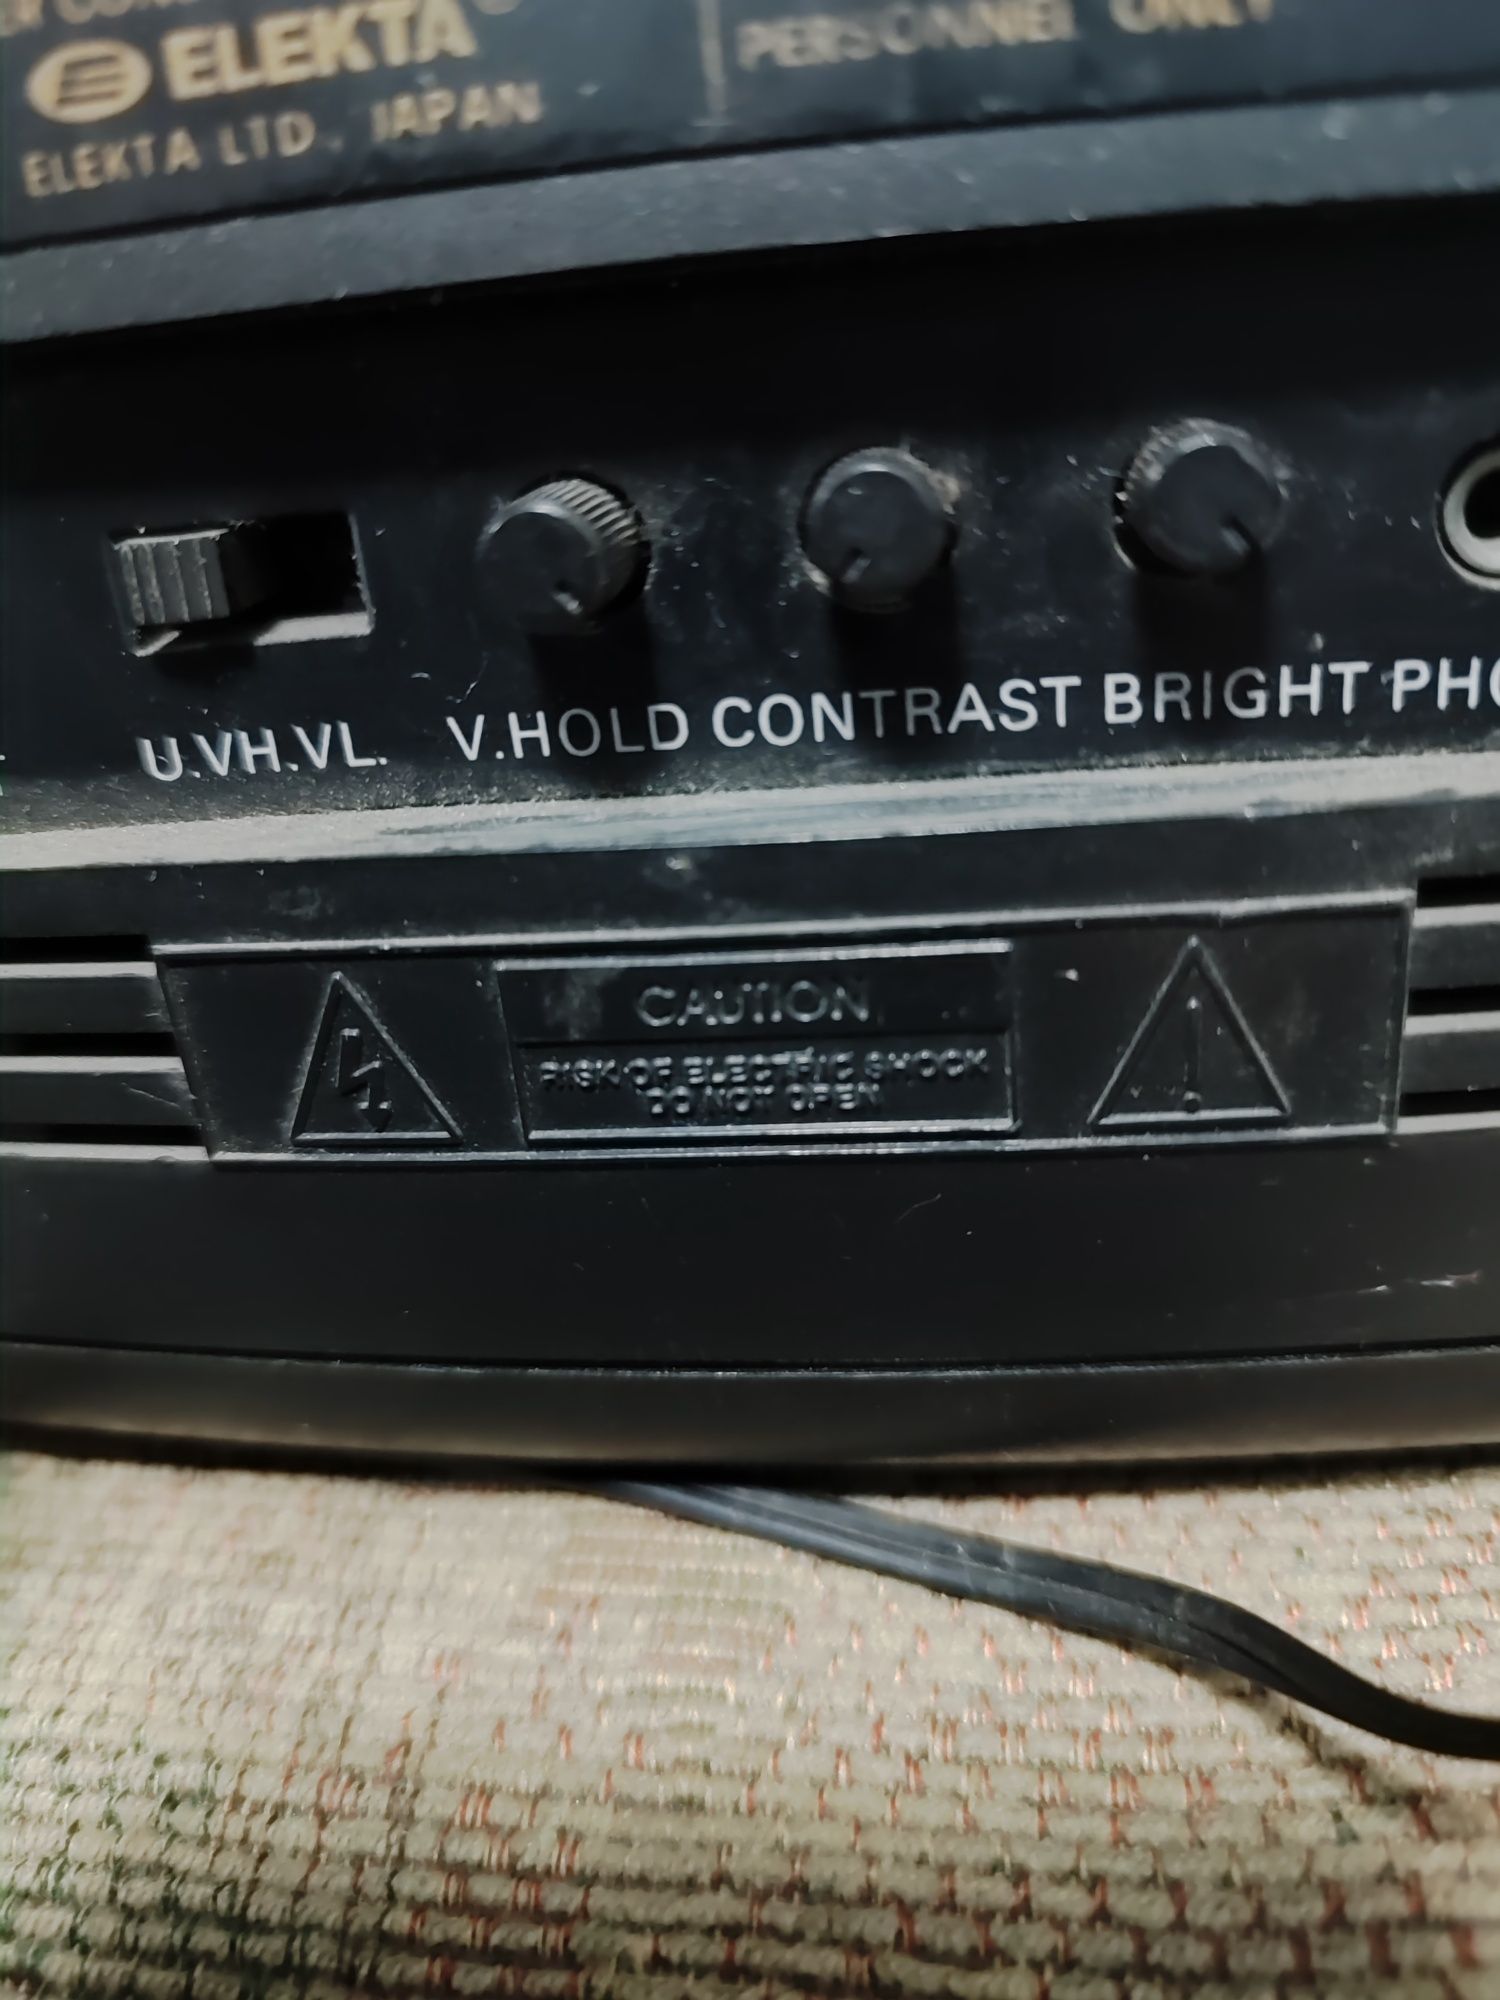 ELEKTA
ELEKTA LTD. JAPAN
PERSONNEL ONLY
U.VH.VL. V.HOLD CONTRAST BRIGHT
CAUTION
RISK OF ELECTRIC SHOCK
DO NOT OPEN